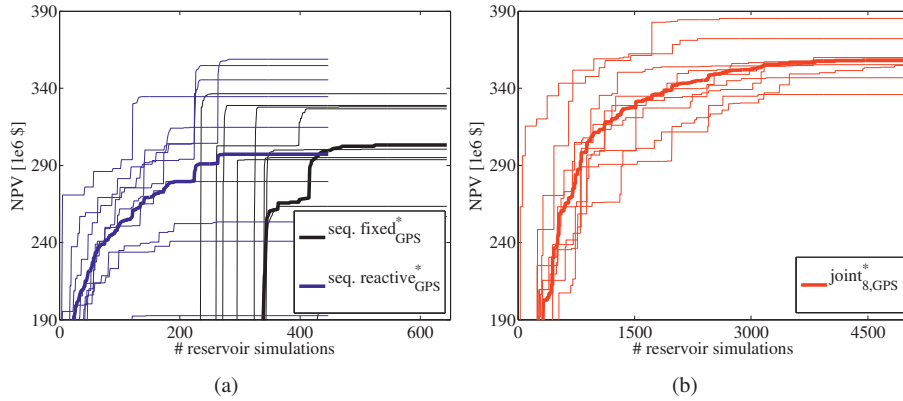 390
340
290
240
190
NPV [1e6 $]
0
200
400
600
# reservoir simulations
seq. fixed*GPS
seq. reactive*GPS
(a)
390
340
290
240
190
NPV [1e6 $]
0
1500
3000
4500
# reservoir simulations
joint*8,GPS
(b)